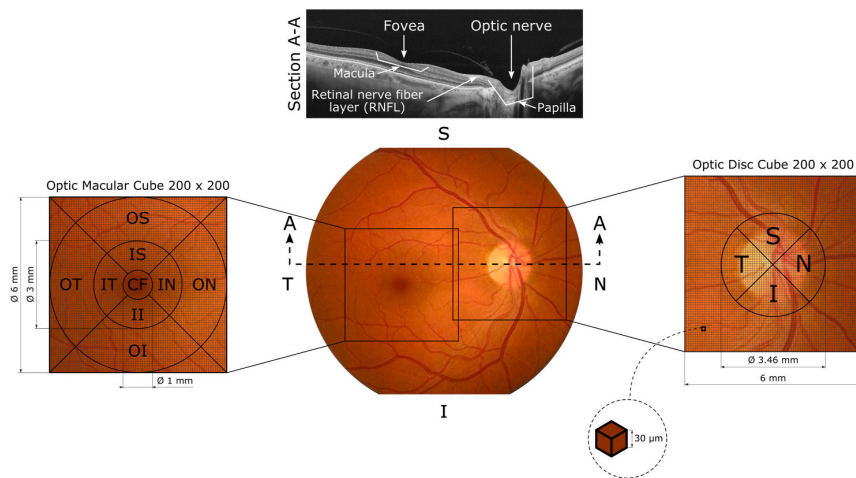 Section A-A
Fovea
Optic nerve
Macula
Retinal nerve fiber
layer (RNFL)
Papilla
S
Optic Macular Cube 200 x 200
Optic Disc Cube 200 x 200
A
A
T
N
I
OS
IS
OT
IT
CF
IN
ON
II
OI
Ø 6 mm
Ø 3 mm
Ø 1 mm
S
T
N
I
Ø 3.46 mm
6 mm
30 µm